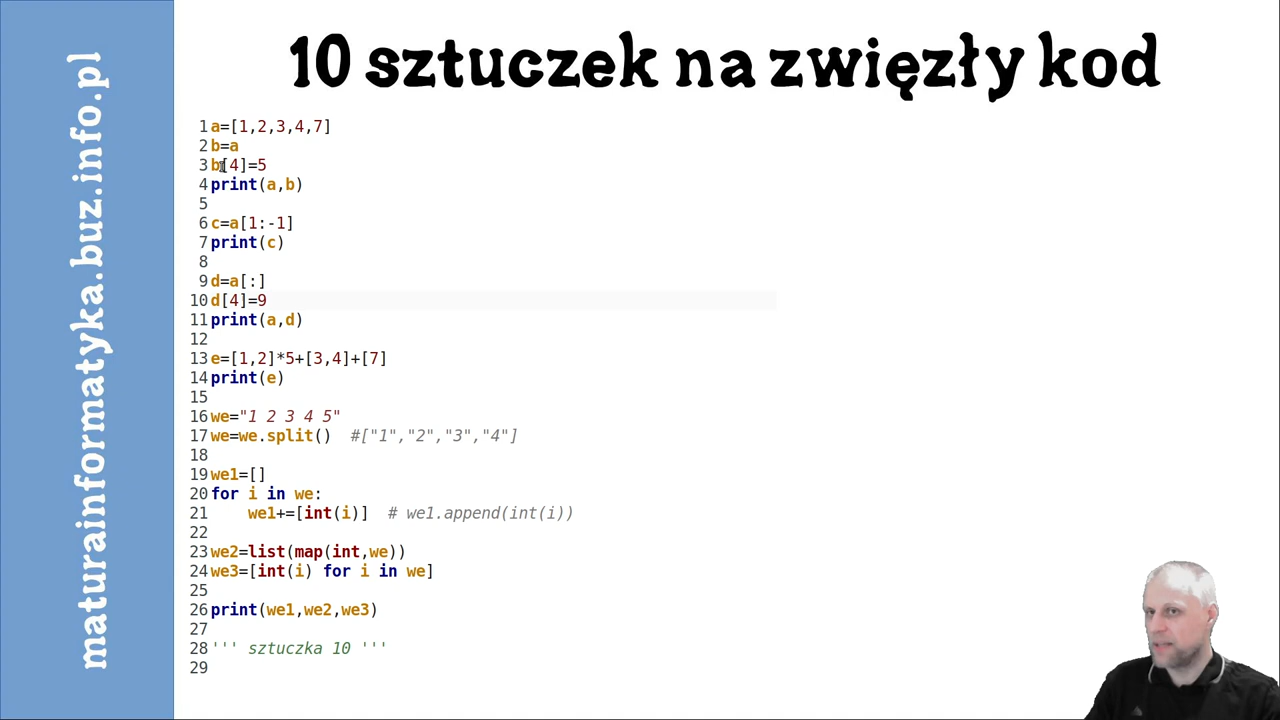 maturainformatyka.buz.info.pl
10 sztuczek na zwięzły kod
1 a=[1,2,3,4,7]
2 b=a
3 b[4]=5
4 print(a,b)
5
6 c=a[1:-1]
7 print(c)
8
9 d=a[:]
10 d[4]=9
11 print(a,d)
12
13 e=[1,2]*5+[3,4]+[7]
14 print(e)
15
16 we="1 2 3 4 5"
17 we=we.split()  #["1","2","3","4"]
18
19 we1=[]
20 for i in we:
21     we1+=[int(i)]  # we1.append(int(i))
22
23 we2=list(map(int,we))
24 we3=[int(i) for i in we]
25
26 print(we1,we2,we3)
27
28 ''' sztuczka 10 '''
29